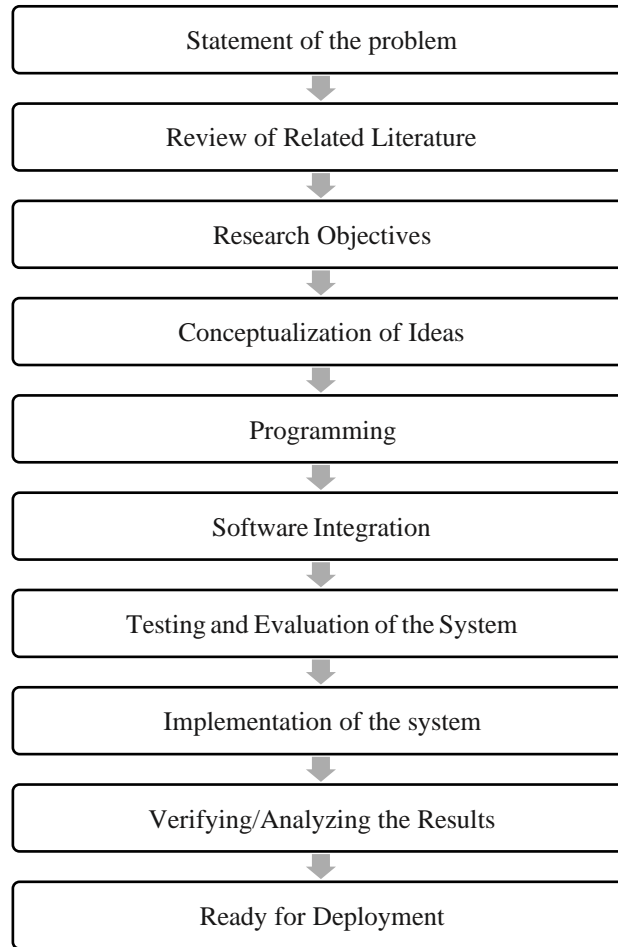 Statement of the problem
Review of Related Literature
Research Objectives
Conceptualization of Ideas
Programming
Software Integration
Testing and Evaluation of the System
Implementation of the system
Verifying/Analyzing the Results
Ready for Deployment